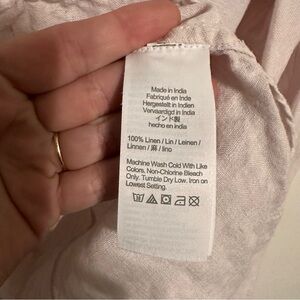 Made in India
Fabriqué en Inde
Hergestellt in Indien
Vervaardigd in India
インド製
hecho en india
100% Linen / Lin / Leinen /
Linnen / 麻 / lino
Machine Wash Cold With Like
Colors. Non-Chlorine Bleach
Only. Tumble Dry Low. Iron on
Lowest Setting.